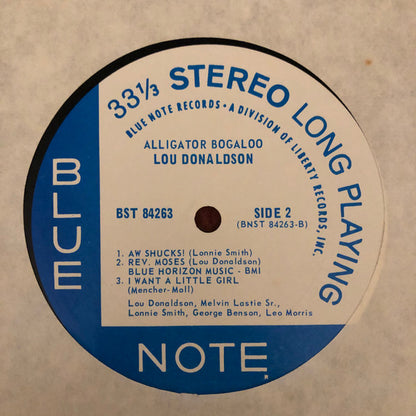 33⅓ STEREO LONG PLAYING
BLUE NOTE RECORDS • A DIVISION OF LIBERTY RECORDS, INC.
ALLIGATOR BOGALOO
LOU DONALDSON
BST 84263
SIDE 2
(BNST 84263-B)
1. AW SHUCKS! (Lonnie Smith)
2. REV. MOSES (Lou Donaldson)
BLUE HORIZON MUSIC - BMI
3. I WANT A LITTLE GIRL
(Mencher-Moll)
Lou Donaldson, Melvin Lastie Sr.,
Lonnie Smith, George Benson, Leo Morris
BLUE
NOTE
R